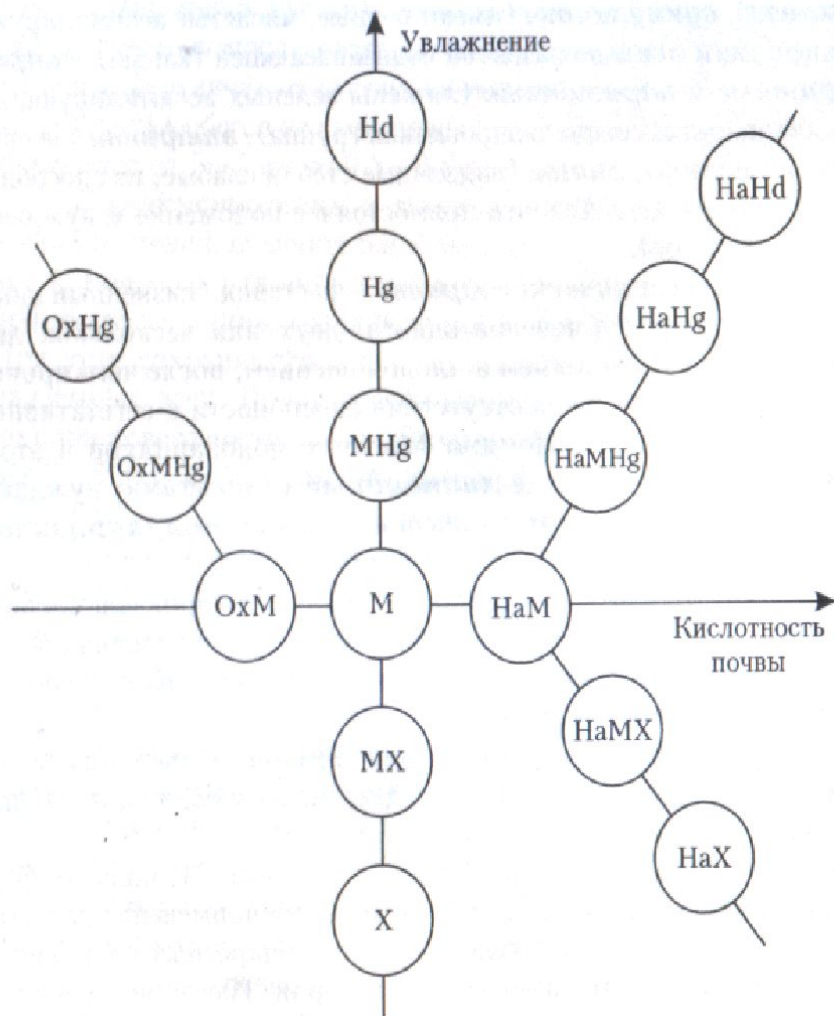 Увлажнение
Hd
HaHd
Hg
OxHg
HaHg
MHg
OxMHg
HaMHg
OxM
M
HaM
Кислотность
почвы
MX
HaMX
HaX
X